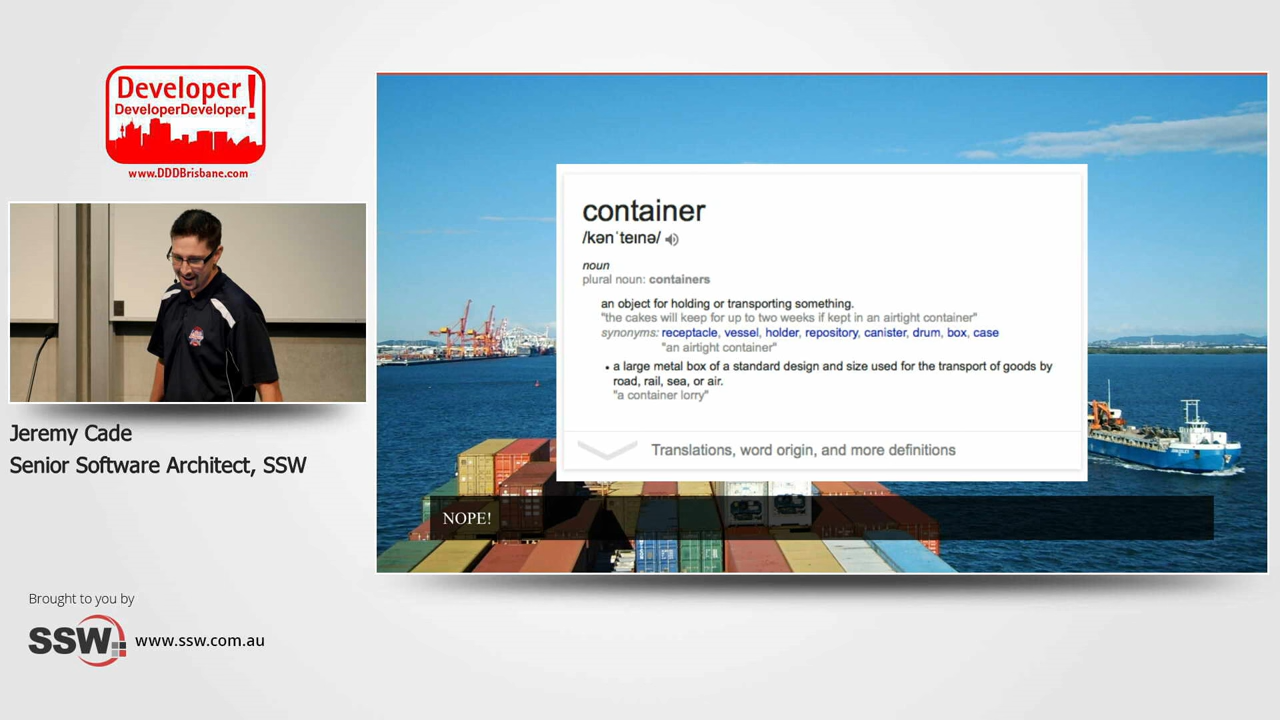 Developer!
DeveloperDeveloper
www.DDDBrisbane.com
Jeremy Cade
Senior Software Architect, SSW
Brought to you by
SSW www.ssw.com.au
container
/kənˈteɪnə/
noun
plural noun: containers
an object for holding or transporting something.
"the cakes will keep for up to two weeks if kept in an airtight container"
synonyms: receptacle, vessel, holder, repository, canister, drum, box, case
"an airtight container"
• a large metal box of a standard design and size used for the transport of goods by
road, rail, sea, or air.
"a container lorry"
Translations, word origin, and more definitions
NOPE!